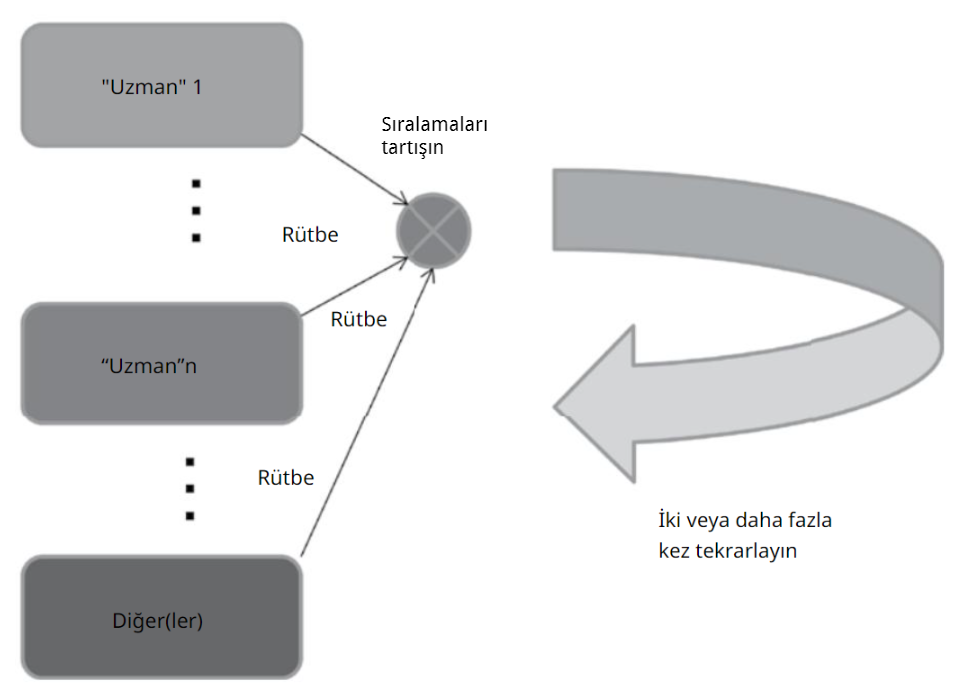 "Uzman" 1
Sıralamaları
tartışın
Rütbe
Rütbe
“Uzman”n
Rütbe
İki veya daha fazla
kez tekrarlayın
Diğer(ler)